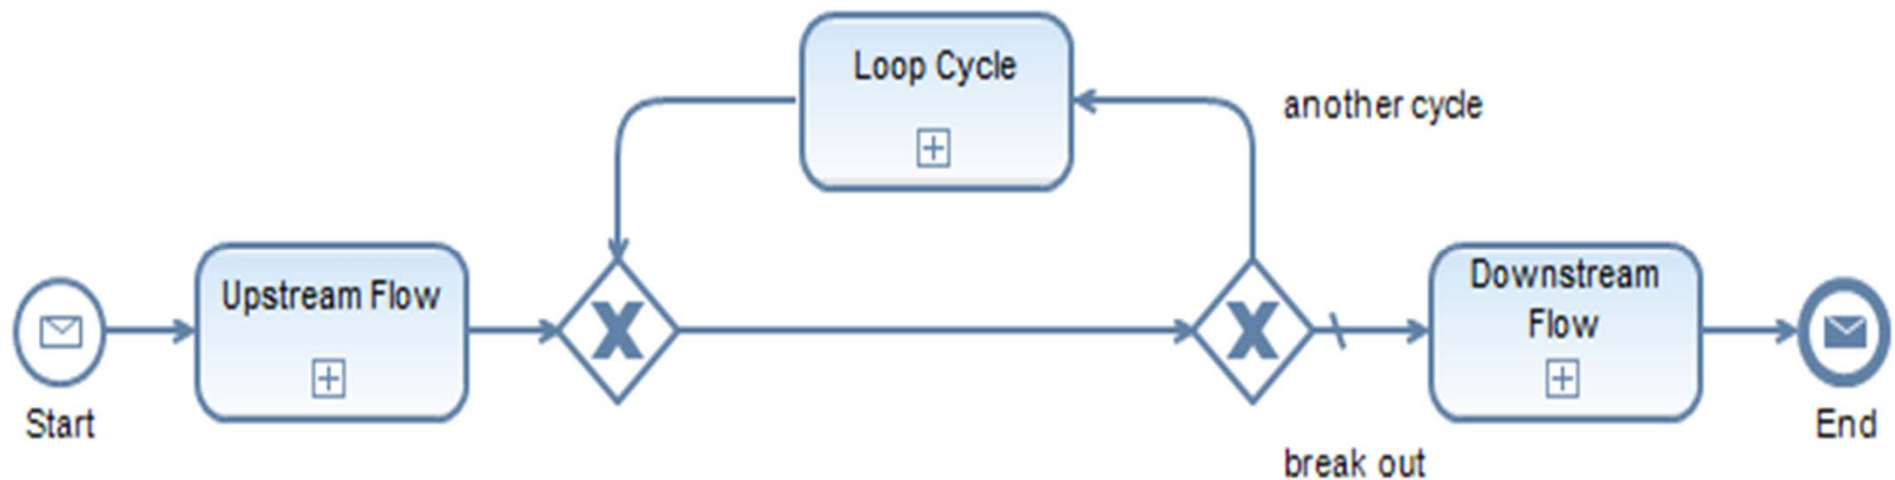 Loop Cycle
another cycle
Upstream Flow
X
X
Downstream
Flow
Start
End
break out